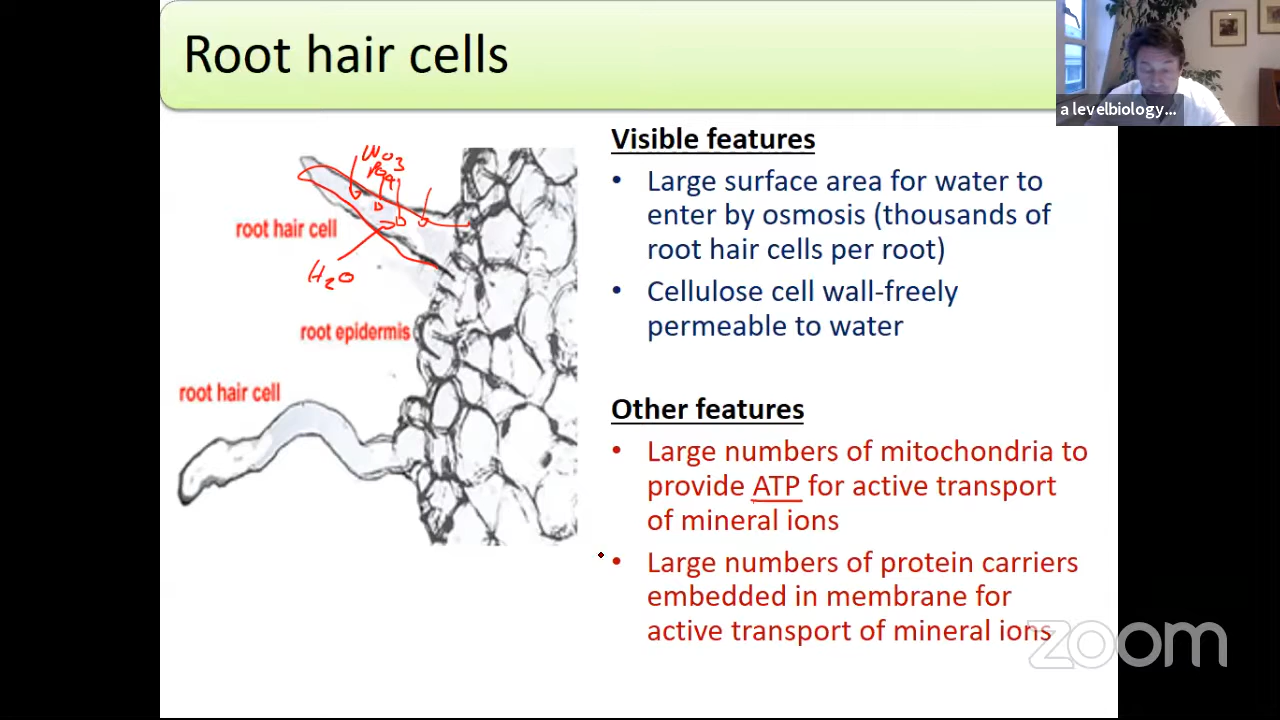 Root hair cells
a levelbiology...
Visible features
• Large surface area for water to
enter by osmosis (thousands of
root hair cells per root)
• Cellulose cell wall-freely
permeable to water
Other features
• Large numbers of mitochondria to
provide ATP for active transport
of mineral ions
• Large numbers of protein carriers
embedded in membrane for
active transport of mineral ions
root hair cell
H2O
root epidermis
root hair cell
zoom